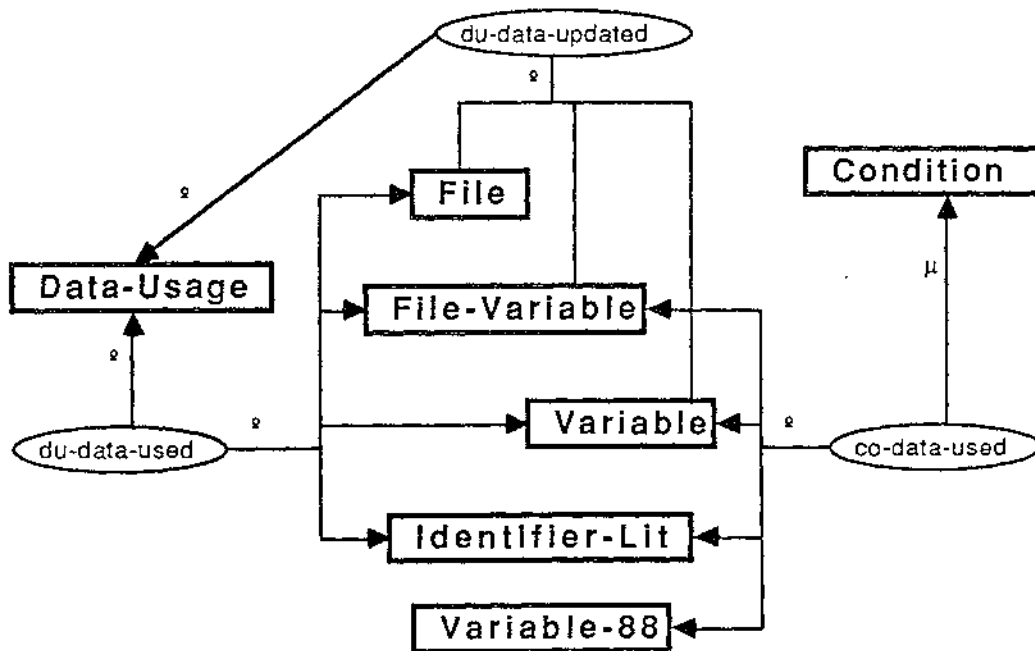 du-data-updated
º
File
Condition
º
µ
Data-Usage
File-Variable
º
Variable
º
º
du-data-used
co-data-used
Identifier-Lit
Variable-88